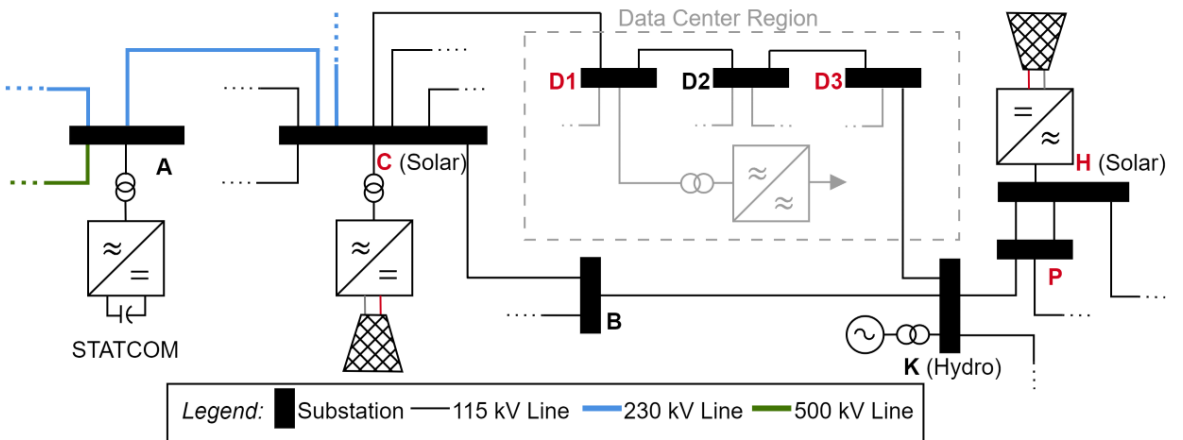 Data Center Region
D1
D2
D3
A
C (Solar)
H (Solar)
P
B
STATCOM
K (Hydro)
Legend: Substation 115 kV Line 230 kV Line 500 kV Line